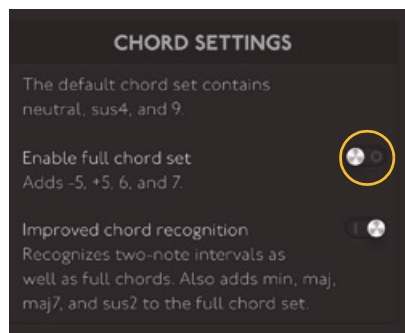 CHORD SETTINGS
The default chord set contains
neutral, sus4, and 9.
Enable full chord set
Adds -5, +5, 6, and 7.
Improved chord recognition
Recognizes two-note intervals as
well as full chords. Also adds min, maj,
maj7, and sus2 to the full chord set.